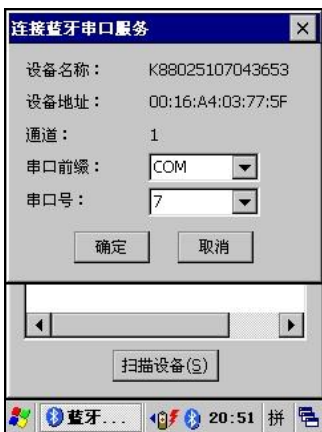 连接蓝牙串口服务
设备名称： K88025107043653
设备地址： 00:16:A4:03:77:5F
通道： 1
串口前缀： COM
串口号： 7
确定 取消
扫描设备(S)
蓝牙... 20:51 拼